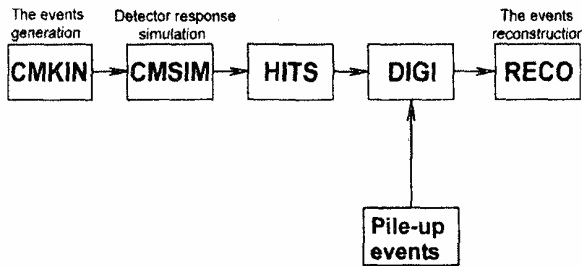 The events
generation
Detector response
simulation
The events
reconstruction
CMKIN
CMSIM
HITS
DIGI
RECO
Pile-up
events